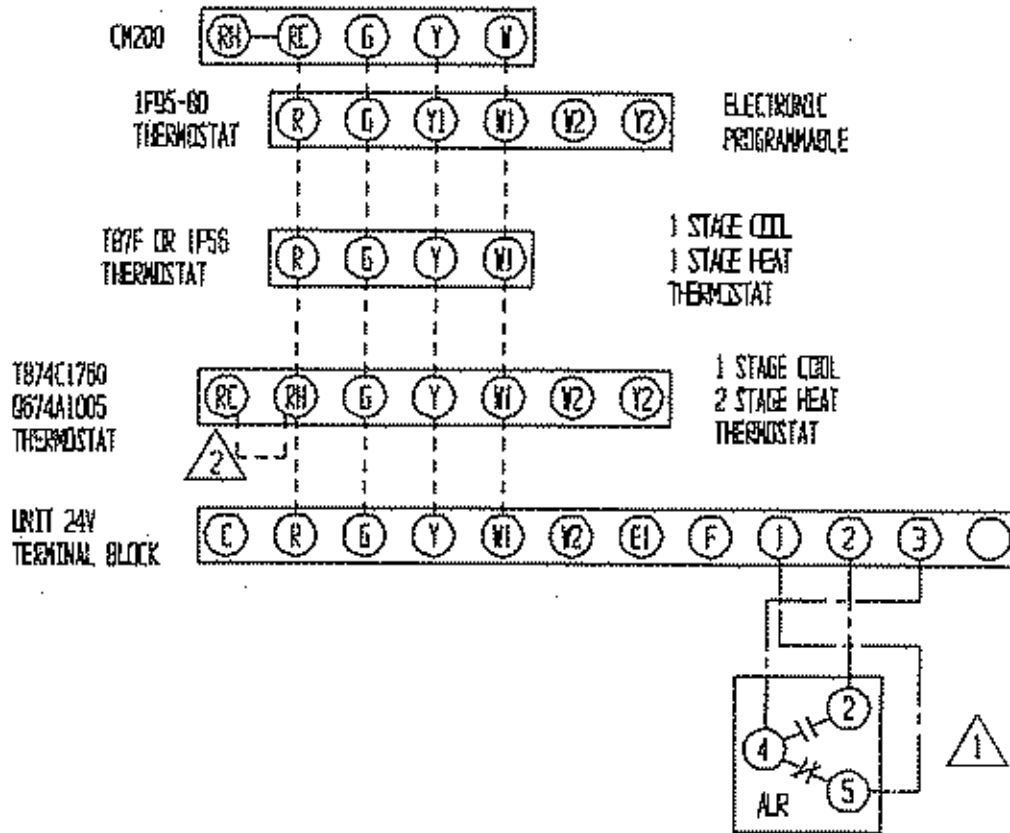 CM200 RH RC G Y W
1F95-80
THERMOSTAT
R G Y1 W1 W2 Y2
ELECTRONIC
PROGRAMMABLE
T87F OR 1F56
THERMOSTAT
R G Y W1
1 STAGE COOL
1 STAGE HEAT
THERMOSTAT
T874C1760
Q674A1005
THERMOSTAT
RC RH G Y W1 W2 Y2
1 STAGE COOL
2 STAGE HEAT
THERMOSTAT
2
UNIT 24V
TERMINAL BLOCK
C R G Y W1 W2 E1 F 1 2 3
2
4
5
ALR
1